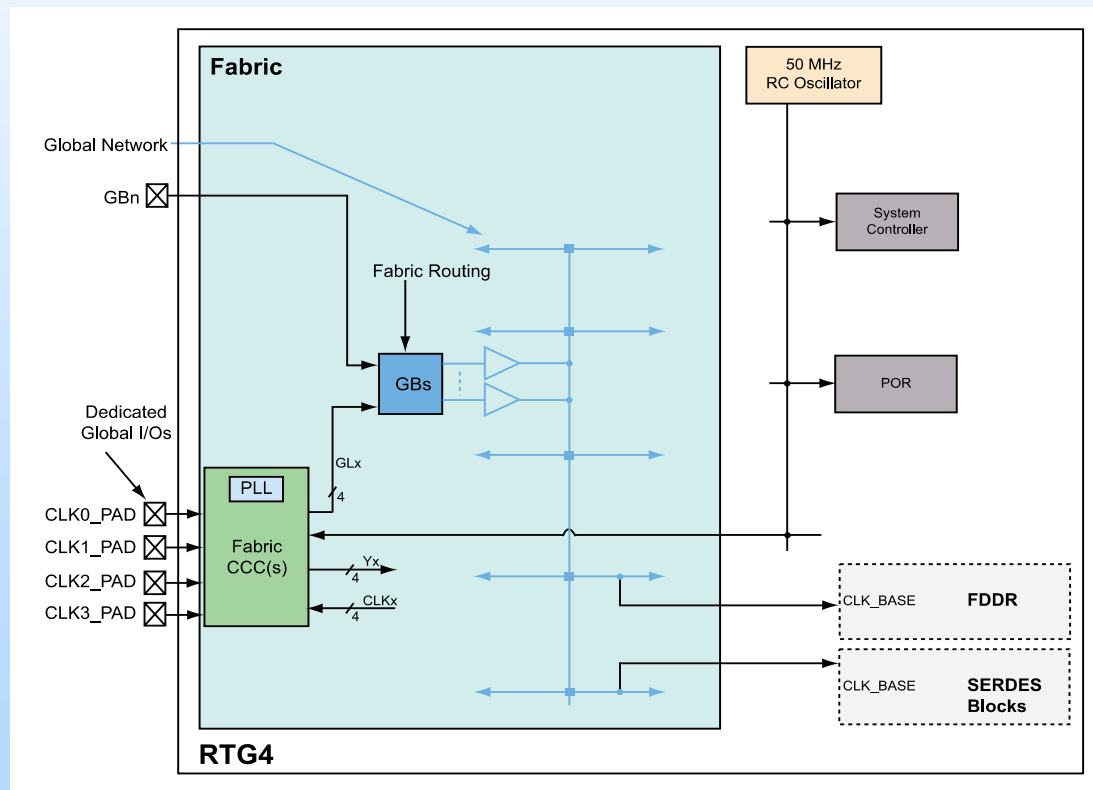 Fabric
50 MHz
RC Oscillator
Global Network
GBn
System
Controller
Fabric Routing
GBs
POR
Dedicated
Global I/Os
GLx
4
PLL
CLK0_PAD
CLK1_PAD
CLK2_PAD
CLK3_PAD
Fabric
CCC(s)
Yx
4
CLKx
4
CLK_BASE
FDDR
CLK_BASE
SERDES
Blocks
RTG4